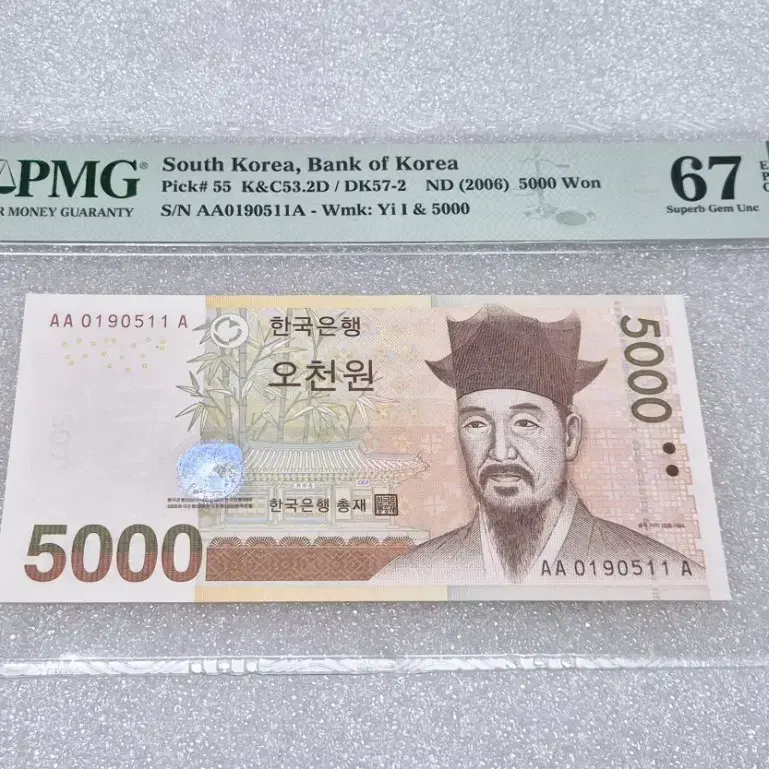 PMG
South Korea, Bank of Korea
Pick# 55 K&C53.2D / DK57-2 ND (2006) 5000 Won
MONEY GUARANTY
S/N AA0190511A - Wmk: Yi I & 5000
67
Superb Gem Unc
AA 0190511 A
한국은행
오천원
5000
한국은행 총재
5000
AA 0190511 A